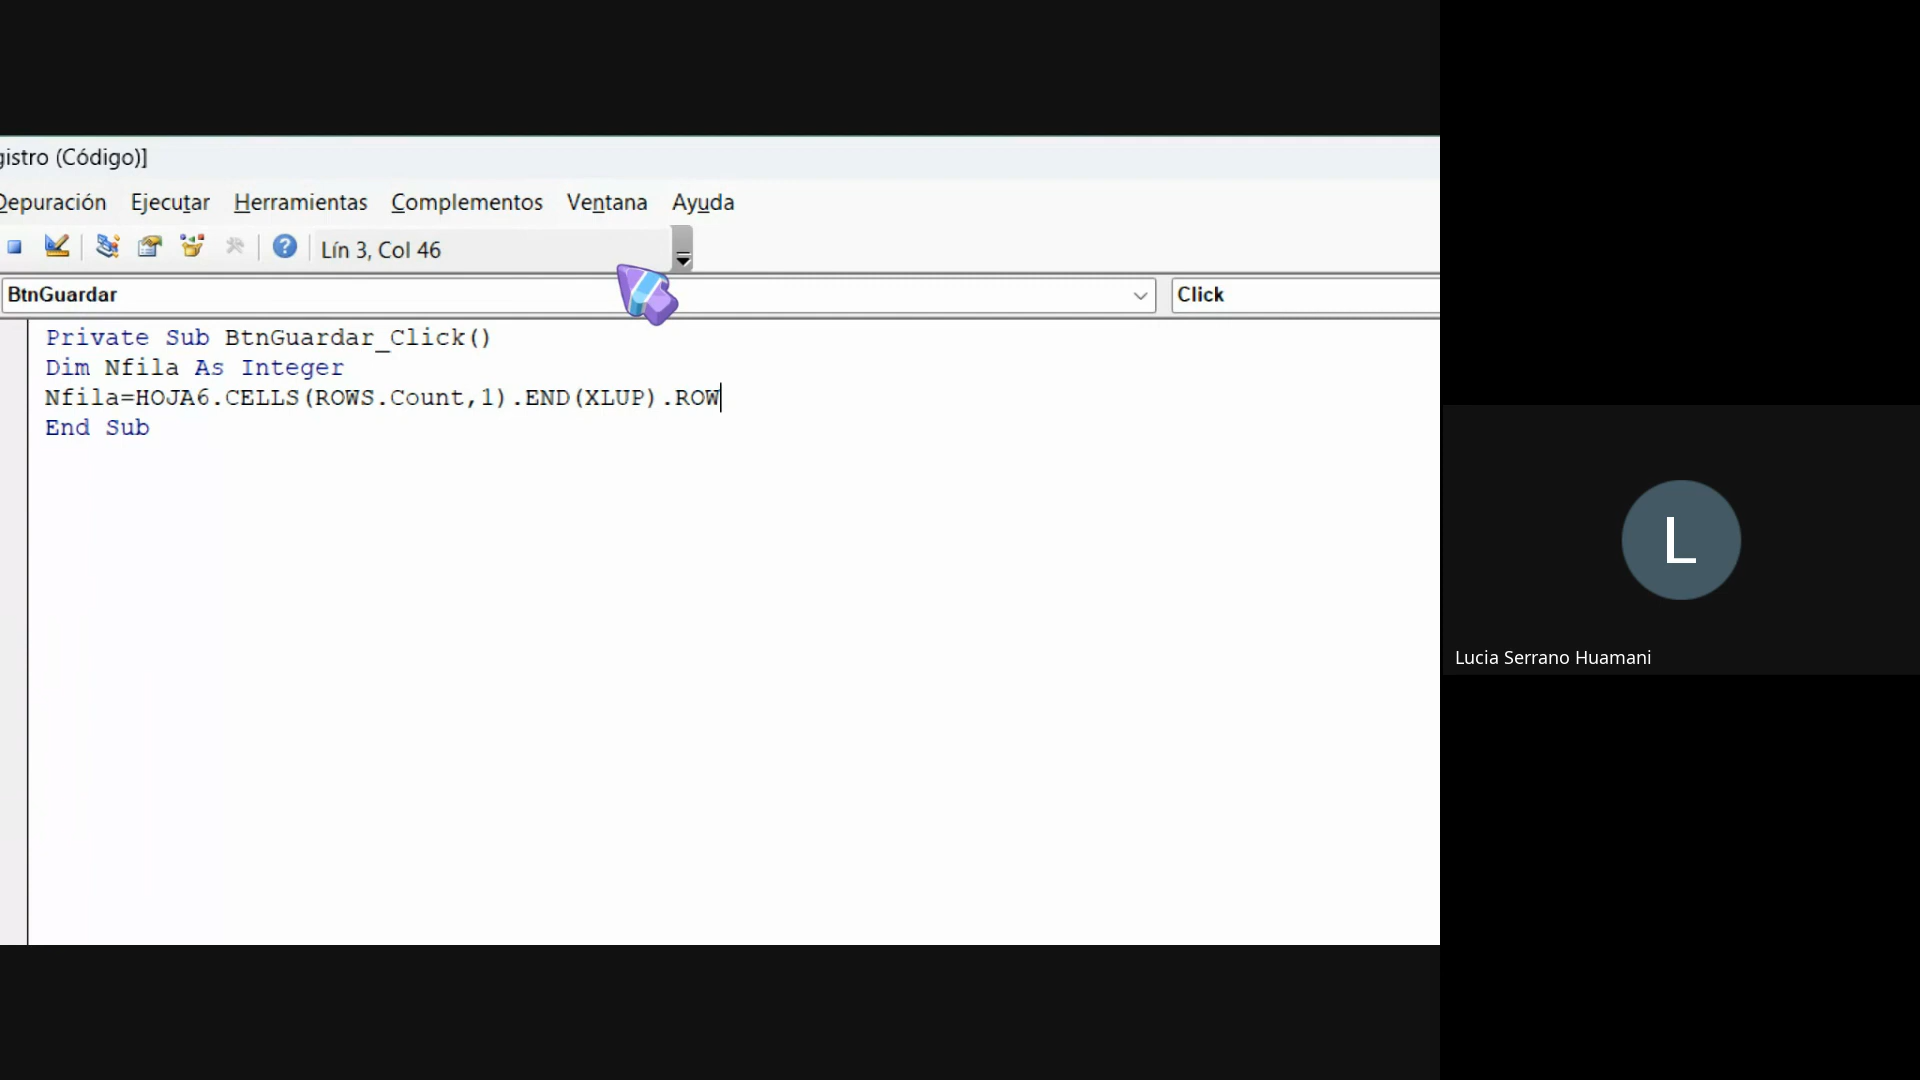 gistro (Código)]
Depuración Ejecutar Herramientas Complementos Ventana Ayuda
Lín 3, Col 46
BtnGuardar Click
Private Sub BtnGuardar_Click()
Dim Nfila As Integer
Nfila=HOJA6.CELLS(ROWS.Count,1).END(XLUP).ROW
End Sub
L
Lucia Serrano Huamani